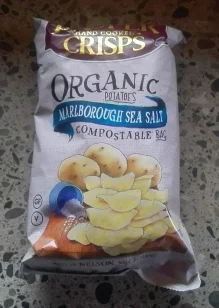 HAND COOKED
CRISPS
ORGANIC
POTATOES
MARLBOROUGH SEA SALT
COMPOSTABLE BAG